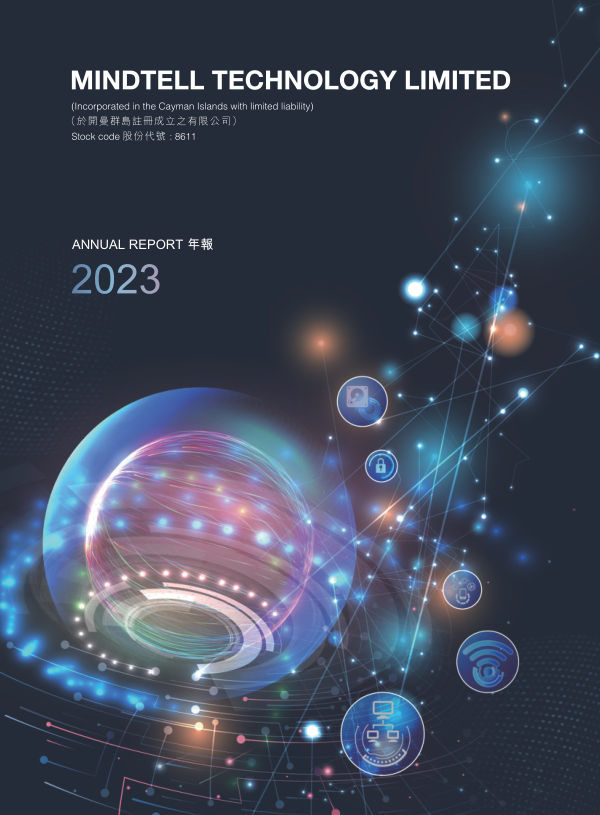 MINDTELL TECHNOLOGY LIMITED
(Incorporated in the Cayman Islands with limited liability)
(於開曼群島註冊成立之有限公司)
Stock code 股份代號 : 8611
ANNUAL REPORT 年報
2023